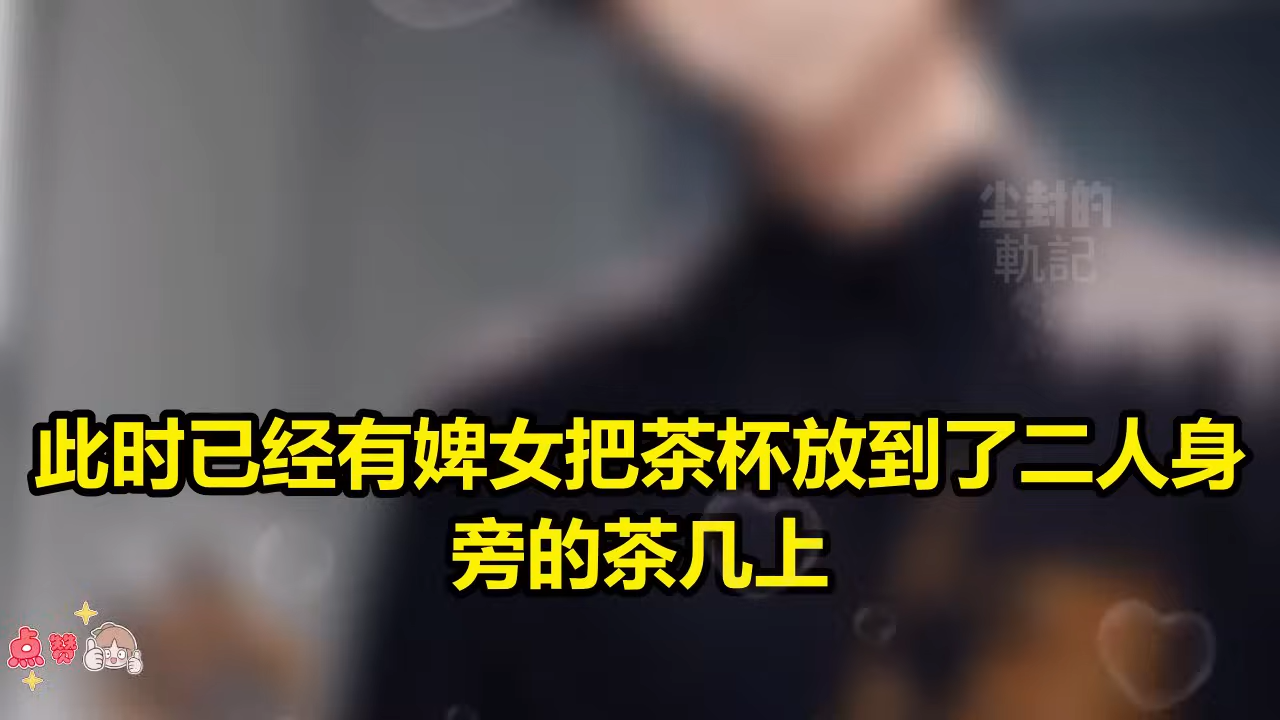 尘封的
軌記
此时已经有婢女把茶杯放到了二人身
旁的茶几上
点赞